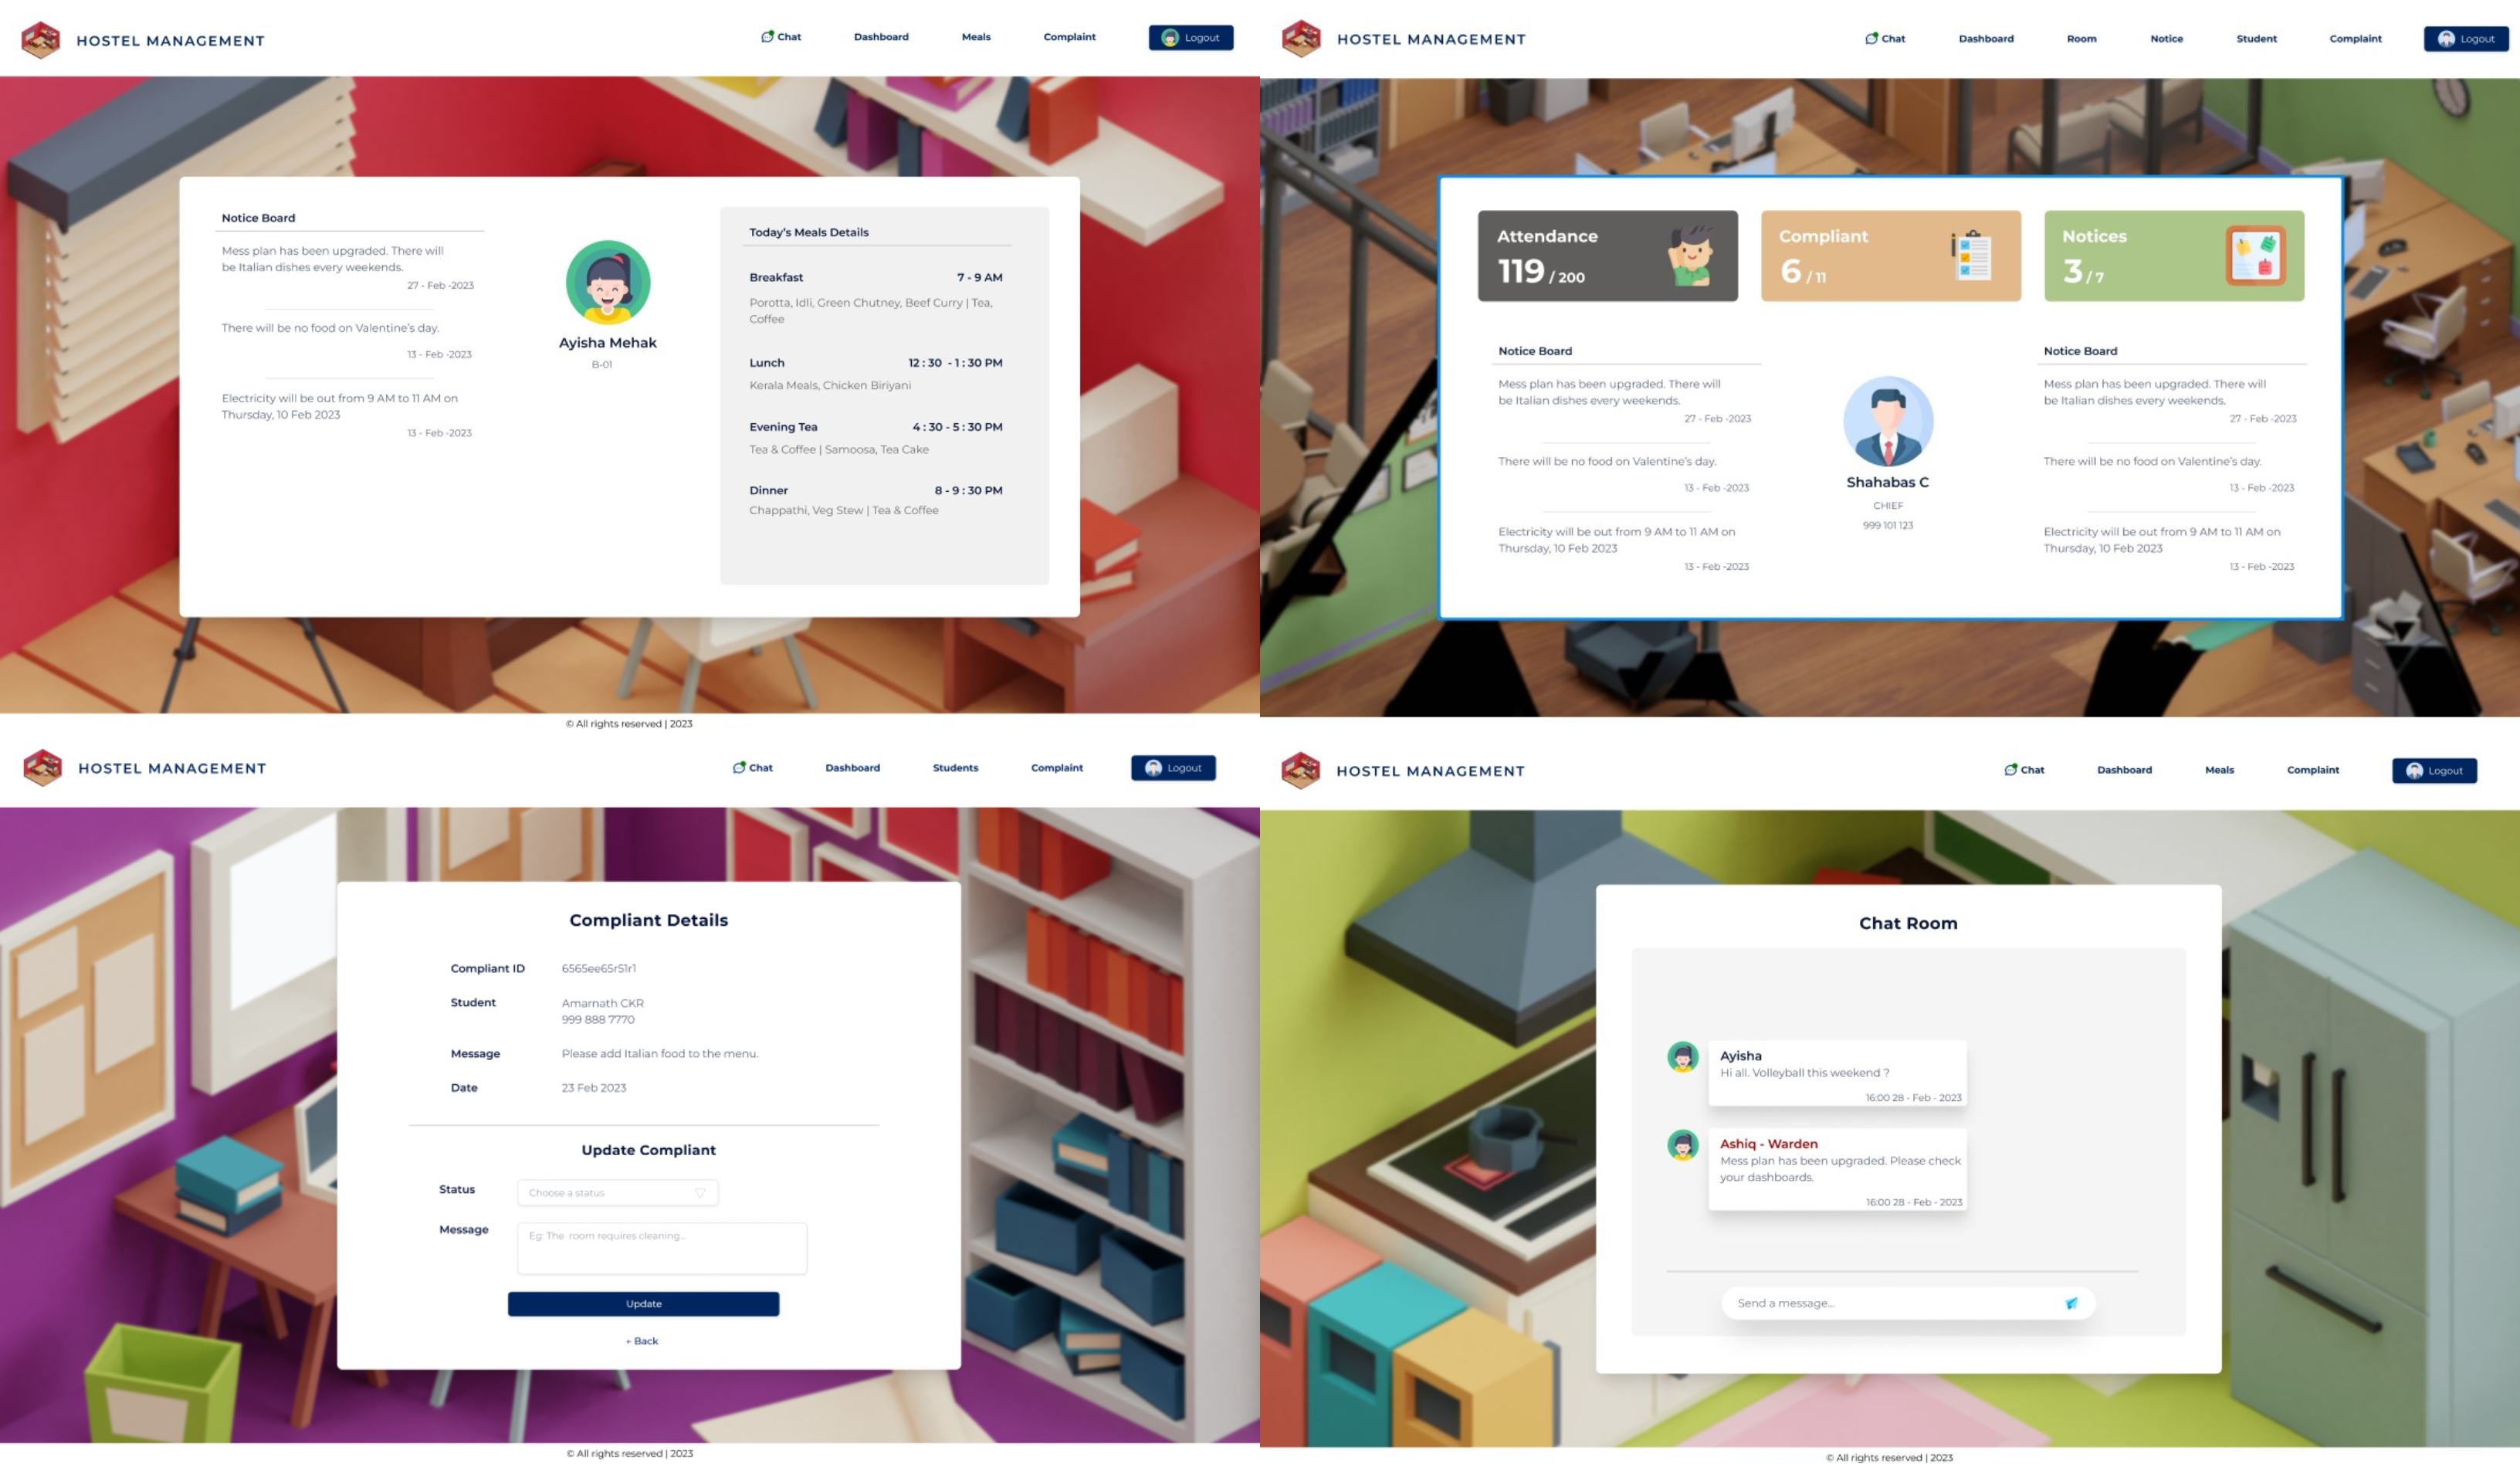 HOSTEL MANAGEMENT
Chat
Dashboard
Meals
Complaint
Logout
Notice Board
Mess plan has been upgraded. There will
be Italian dishes every weekends.
27 - Feb -2023
There will be no food on Valentine's day.
13 - Feb -2023
Electricity will be out from 9 AM to 11 AM on
Thursday, 10 Feb 2023
13 - Feb -2023
Ayisha Mehak
B-01
Today's Meals Details
Breakfast 7 - 9 AM
Porotta, Idli, Green Chutney, Beef Curry | Tea,
Coffee
Lunch 12 : 30 - 1 : 30 PM
Kerala Meals, Chicken Biriyani
Evening Tea 4 : 30 - 5 : 30 PM
Tea & Coffee | Samoosa, Tea Cake
Dinner 8 - 9 : 30 PM
Chappathi, Veg Stew | Tea & Coffee
© All rights reserved | 2023
HOSTEL MANAGEMENT
Chat
Dashboard
Room
Notice
Student
Complaint
Logout
Attendance
119 / 200
Compliant
6 / 11
Notices
3 / 7
Notice Board
Mess plan has been upgraded. There will
be Italian dishes every weekends.
27 - Feb -2023
There will be no food on Valentine's day.
13 - Feb -2023
Electricity will be out from 9 AM to 11 AM on
Thursday, 10 Feb 2023
13 - Feb -2023
Shahabas C
CHIEF
999 101 123
Notice Board
Mess plan has been upgraded. There will
be Italian dishes every weekends.
27 - Feb -2023
There will be no food on Valentine's day.
13 - Feb -2023
Electricity will be out from 9 AM to 11 AM on
Thursday, 10 Feb 2023
13 - Feb -2023
HOSTEL MANAGEMENT
Chat
Dashboard
Students
Complaint
Logout
Compliant Details
Compliant ID 6565ee65r51r1
Student Amarnath CKR
999 888 7770
Message Please add Italian food to the menu.
Date 23 Feb 2023
Update Compliant
Status Choose a status
Message Eg: The room requires cleaning...
Update
← Back
© All rights reserved | 2023
HOSTEL MANAGEMENT
Chat
Dashboard
Meals
Complaint
Logout
Chat Room
Ayisha
Hi all. Volleyball this weekend ?
16:00 28 - Feb - 2023
Ashiq - Warden
Mess plan has been upgraded. Please check
your dashboards.
16:00 28 - Feb - 2023
Send a message...
© All rights reserved | 2023